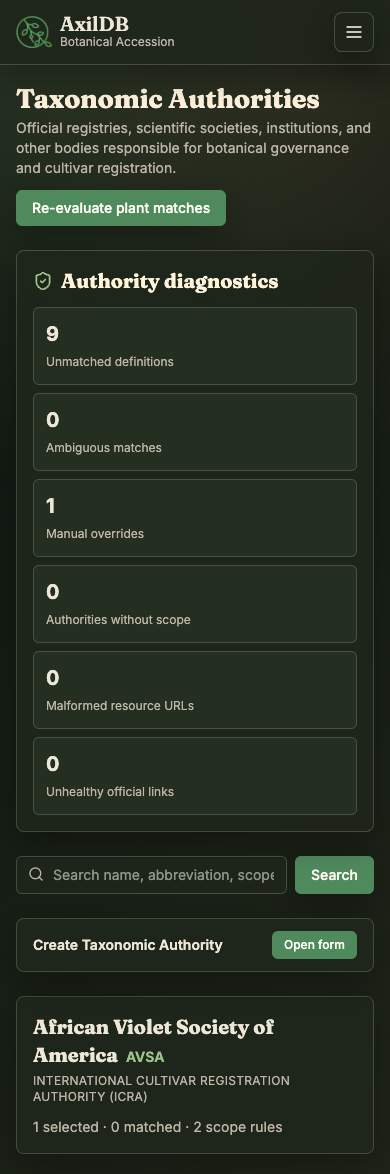 AxilDB
Botanical Accession
Taxonomic Authorities
Official registries, scientific societies, institutions, and
other bodies responsible for botanical governance
and cultivar registration.
Re-evaluate plant matches
Authority diagnostics
9
Unmatched definitions
0
Ambiguous matches
1
Manual overrides
0
Authorities without scope
0
Malformed resource URLs
0
Unhealthy official links
Search name, abbreviation, scope
Search
Create Taxonomic Authority
Open form
African Violet Society of
America AVSA
INTERNATIONAL CULTIVAR REGISTRATION
AUTHORITY (ICRA)
1 selected · 0 matched · 2 scope rules